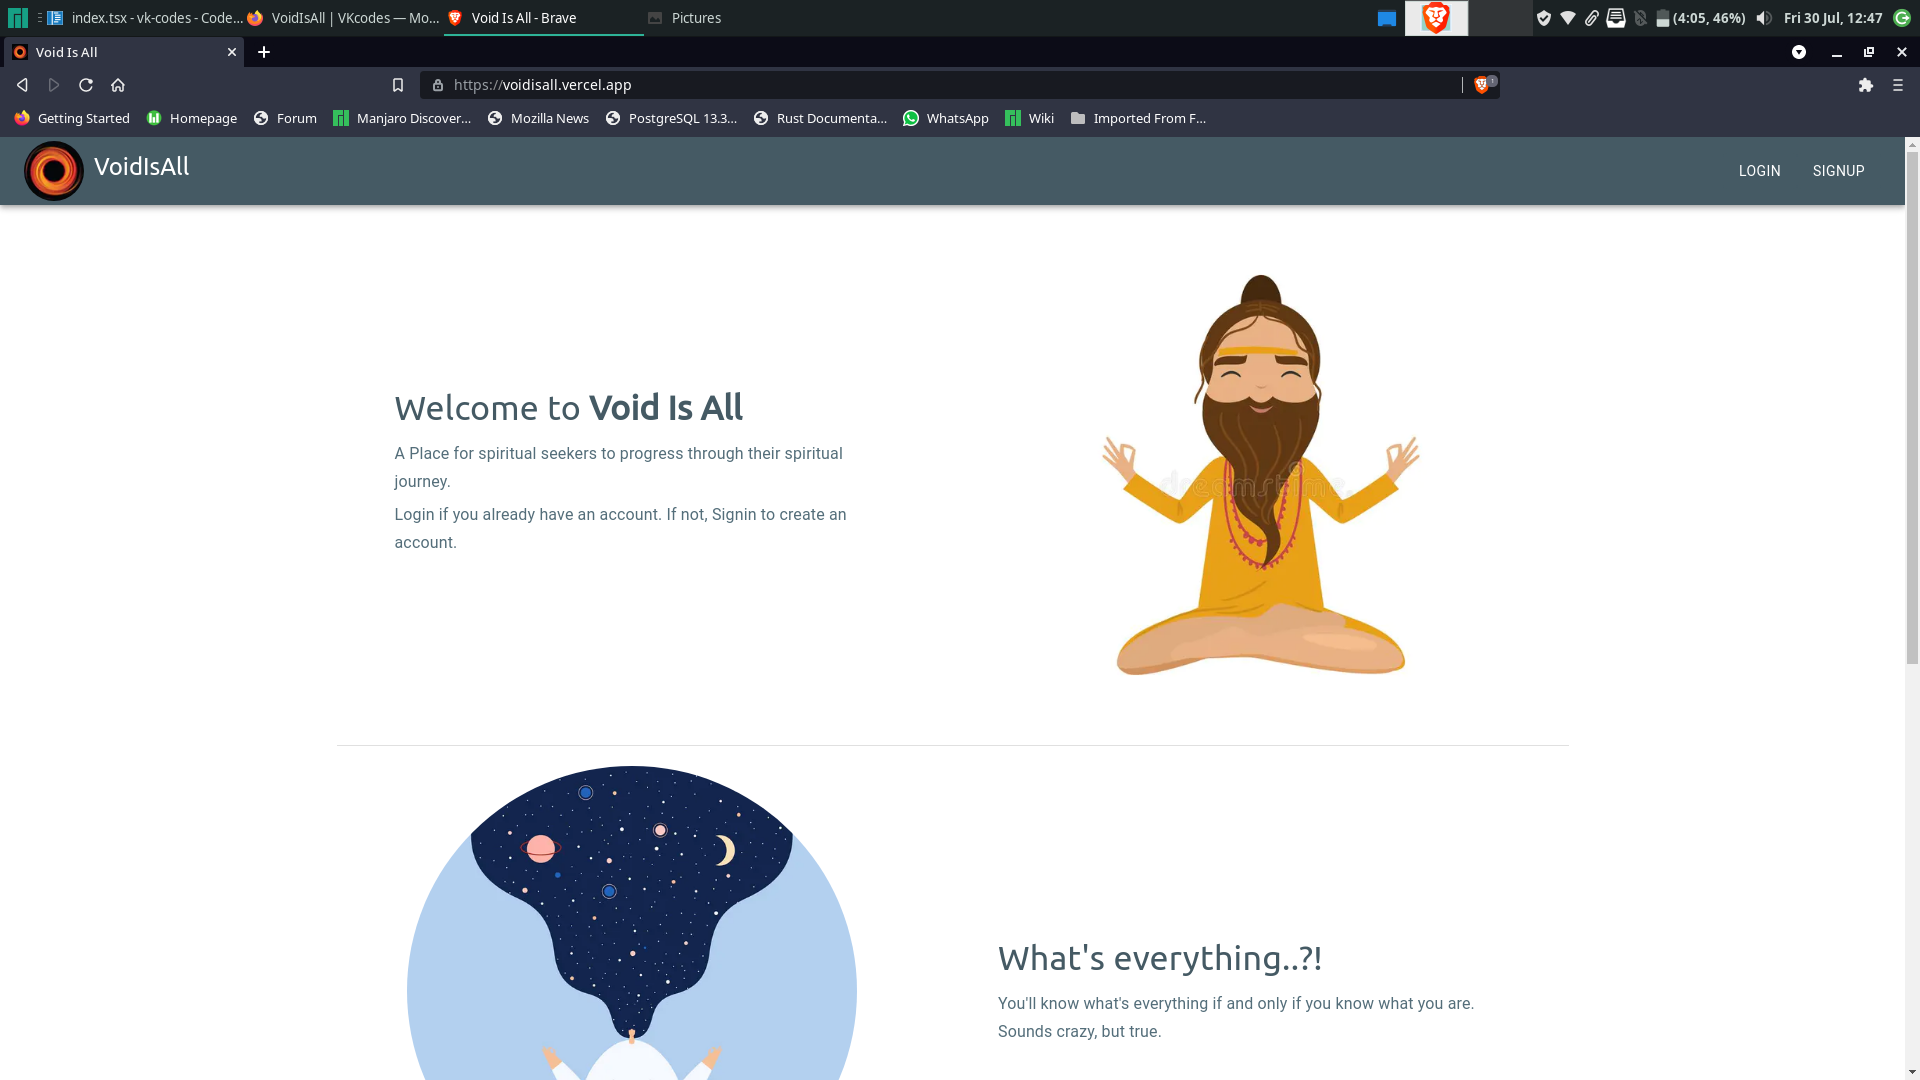 index.tsx - vk-codes - Code...
VoidIsAll | VKcodes — Mo...
Void Is All - Brave
Pictures
(4:05, 46%)
Fri 30 Jul, 12:47
Void Is All
https://voidisall.vercel.app
1
Getting Started
Homepage
Forum
Manjaro Discover...
Mozilla News
PostgreSQL 13.3...
Rust Documenta...
WhatsApp
Wiki
Imported From F...
VoidIsAll
LOGIN
SIGNUP
Welcome to Void Is All
A Place for spiritual seekers to progress through their spiritual
journey.
Login if you already have an account. If not, Signin to create an
account.
dreamstime.
What's everything..?!
You'll know what's everything if and only if you know what you are.
Sounds crazy, but true.